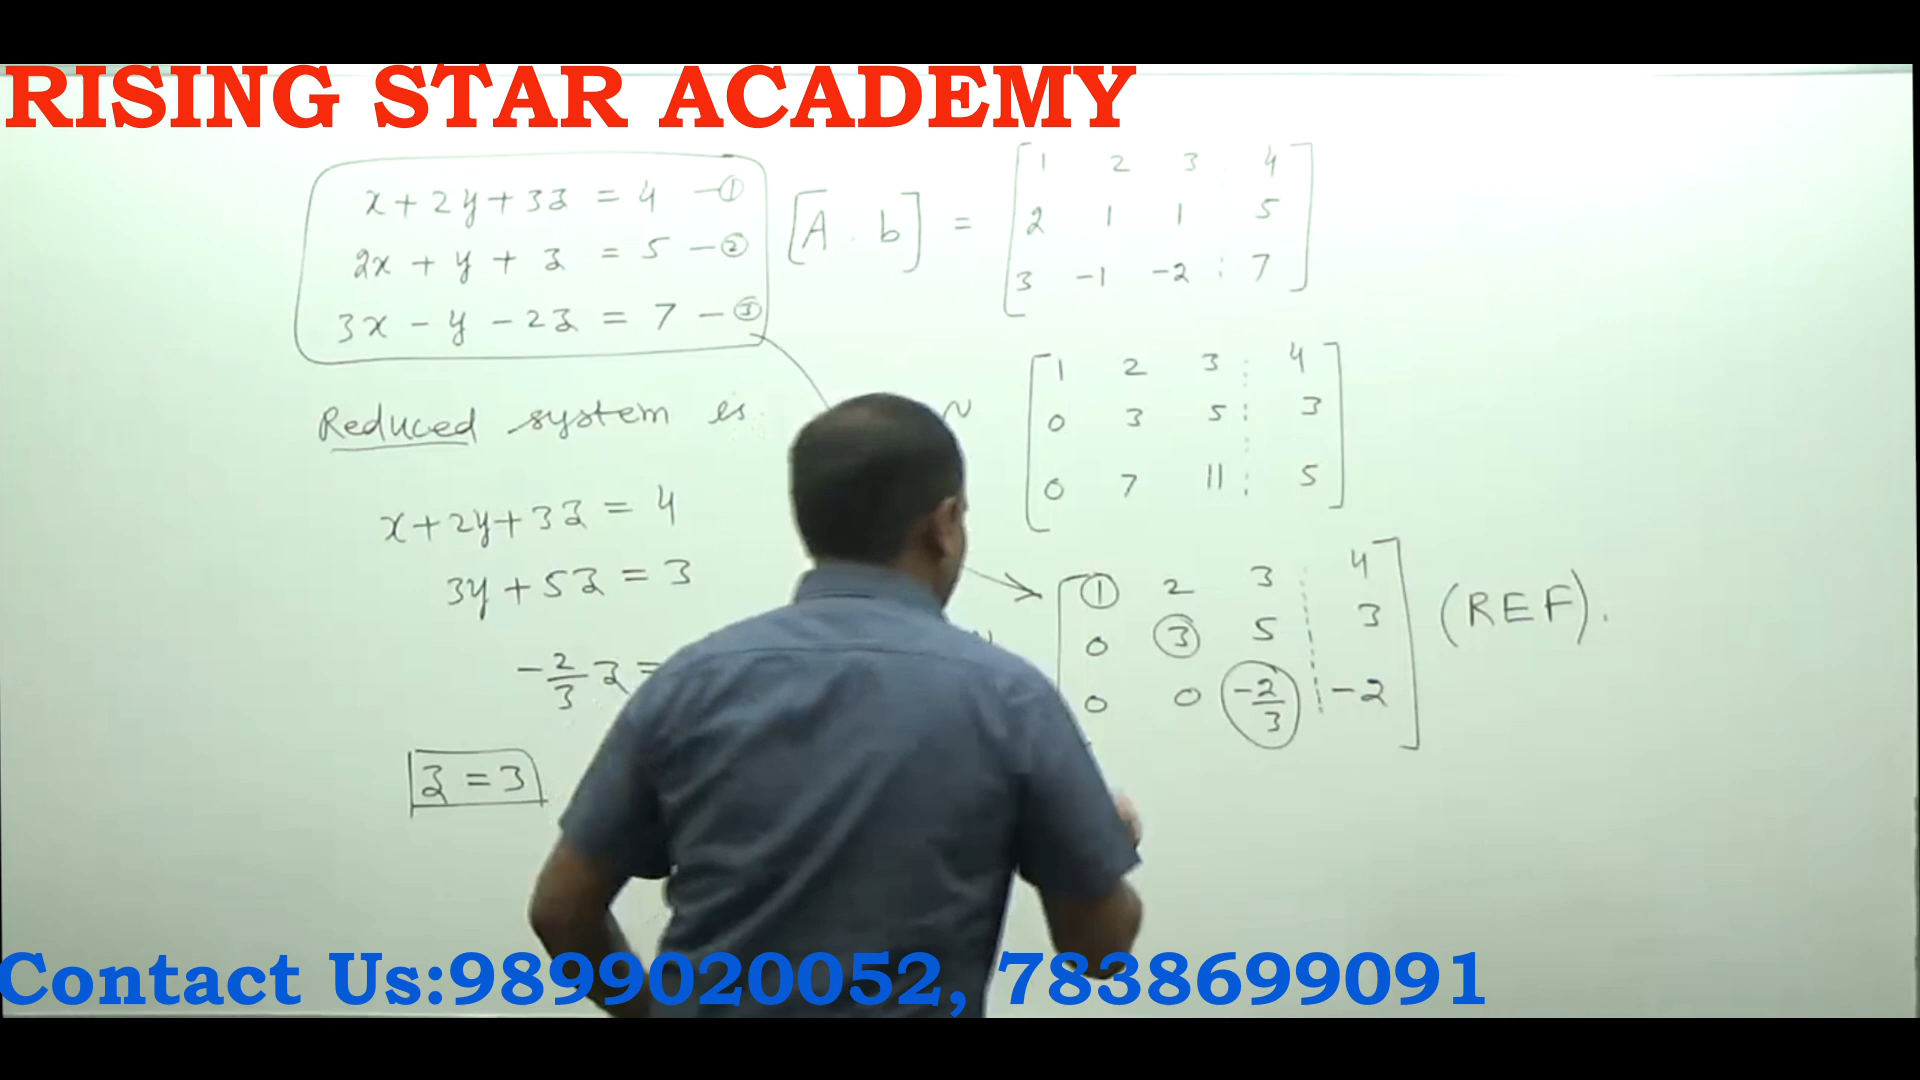 RISING STAR ACADEMY
x + 2y + 3z = 4 — ①
2x + y + z = 5 — ②
3x - y - 2z = 7 — ③
[A : b] =
1 2 3 : 4
2 1 1 5
3 -1 -2 : 7
Reduced system is
x + 2y + 3z = 4
3y + 5z = 3
-2/3 z =
z = 3
~
1 2 3 : 4
0 3 5 : 3
0 7 11 : 5
~
1 2 3 4
0 3 5 3
0 0 -2/3 -2
(REF).
Contact Us:9899020052, 7838699091